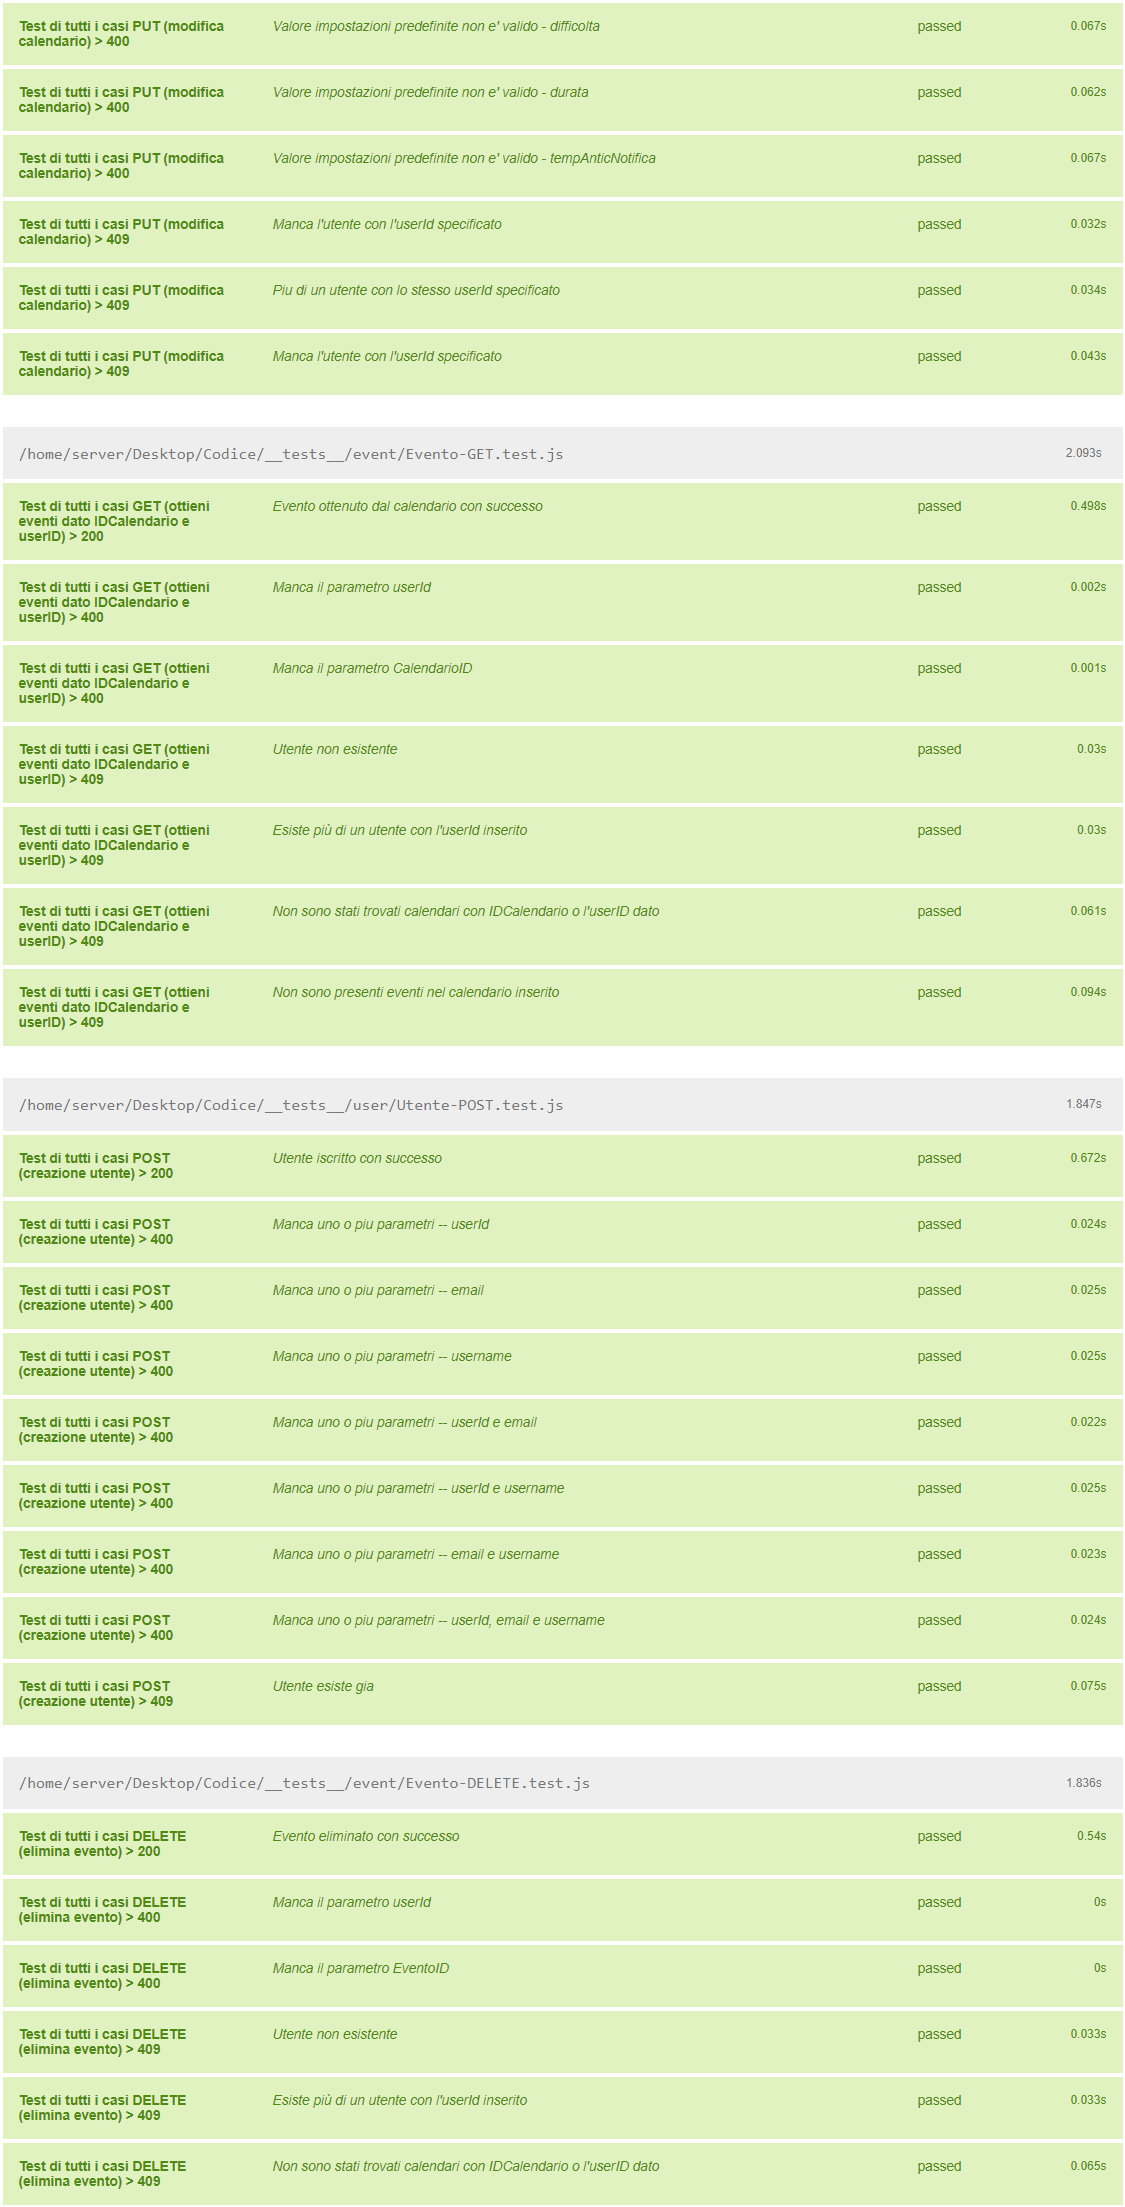 Test di tutti i casi PUT (modifica Valore impostazioni predefinite non e' valido - difficolta passed 0.067s
calendario) > 400
Test di tutti i casi PUT (modifica Valore impostazioni predefinite non e' valido - durata passed 0.062s
calendario) > 400
Test di tutti i casi PUT (modifica Valore impostazioni predefinite non e' valido - tempAnticNotifica passed 0.067s
calendario) > 400
Test di tutti i casi PUT (modifica Manca l'utente con l'userId specificato passed 0.032s
calendario) > 409
Test di tutti i casi PUT (modifica Piu di un utente con lo stesso userId specificato passed 0.034s
calendario) > 409
Test di tutti i casi PUT (modifica Manca l'utente con l'userId specificato passed 0.043s
calendario) > 409
/home/server/Desktop/Codice/__tests__/event/Evento-GET.test.js 2.093s
Test di tutti i casi GET (ottieni Evento ottenuto dal calendario con successo passed 0.498s
eventi dato IDCalendario e
userID) > 200
Test di tutti i casi GET (ottieni Manca il parametro userId passed 0.002s
eventi dato IDCalendario e
userID) > 400
Test di tutti i casi GET (ottieni Manca il parametro CalendarioID passed 0.001s
eventi dato IDCalendario e
userID) > 400
Test di tutti i casi GET (ottieni Utente non esistente passed 0.03s
eventi dato IDCalendario e
userID) > 409
Test di tutti i casi GET (ottieni Esiste più di un utente con l'userId inserito passed 0.03s
eventi dato IDCalendario e
userID) > 409
Test di tutti i casi GET (ottieni Non sono stati trovati calendari con IDCalendario o l'userID dato passed 0.061s
eventi dato IDCalendario e
userID) > 409
Test di tutti i casi GET (ottieni Non sono presenti eventi nel calendario inserito passed 0.094s
eventi dato IDCalendario e
userID) > 409
/home/server/Desktop/Codice/__tests__/user/Utente-POST.test.js 1.847s
Test di tutti i casi POST Utente iscritto con successo passed 0.672s
(creazione utente) > 200
Test di tutti i casi POST Manca uno o piu parametri -- userId passed 0.024s
(creazione utente) > 400
Test di tutti i casi POST Manca uno o piu parametri -- email passed 0.025s
(creazione utente) > 400
Test di tutti i casi POST Manca uno o piu parametri -- username passed 0.025s
(creazione utente) > 400
Test di tutti i casi POST Manca uno o piu parametri -- userId e email passed 0.022s
(creazione utente) > 400
Test di tutti i casi POST Manca uno o piu parametri -- userId e username passed 0.025s
(creazione utente) > 400
Test di tutti i casi POST Manca uno o piu parametri -- email e username passed 0.023s
(creazione utente) > 400
Test di tutti i casi POST Manca uno o piu parametri -- userId, email e username passed 0.024s
(creazione utente) > 400
Test di tutti i casi POST Utente esiste gia passed 0.075s
(creazione utente) > 409
/home/server/Desktop/Codice/__tests__/event/Evento-DELETE.test.js 1.836s
Test di tutti i casi DELETE Evento eliminato con successo passed 0.54s
(elimina evento) > 200
Test di tutti i casi DELETE Manca il parametro userId passed 0s
(elimina evento) > 400
Test di tutti i casi DELETE Manca il parametro EventoID passed 0s
(elimina evento) > 400
Test di tutti i casi DELETE Utente non esistente passed 0.033s
(elimina evento) > 409
Test di tutti i casi DELETE Esiste più di un utente con l'userId inserito passed 0.033s
(elimina evento) > 409
Test di tutti i casi DELETE Non sono stati trovati calendari con IDCalendario o l'userID dato passed 0.065s
(elimina evento) > 409